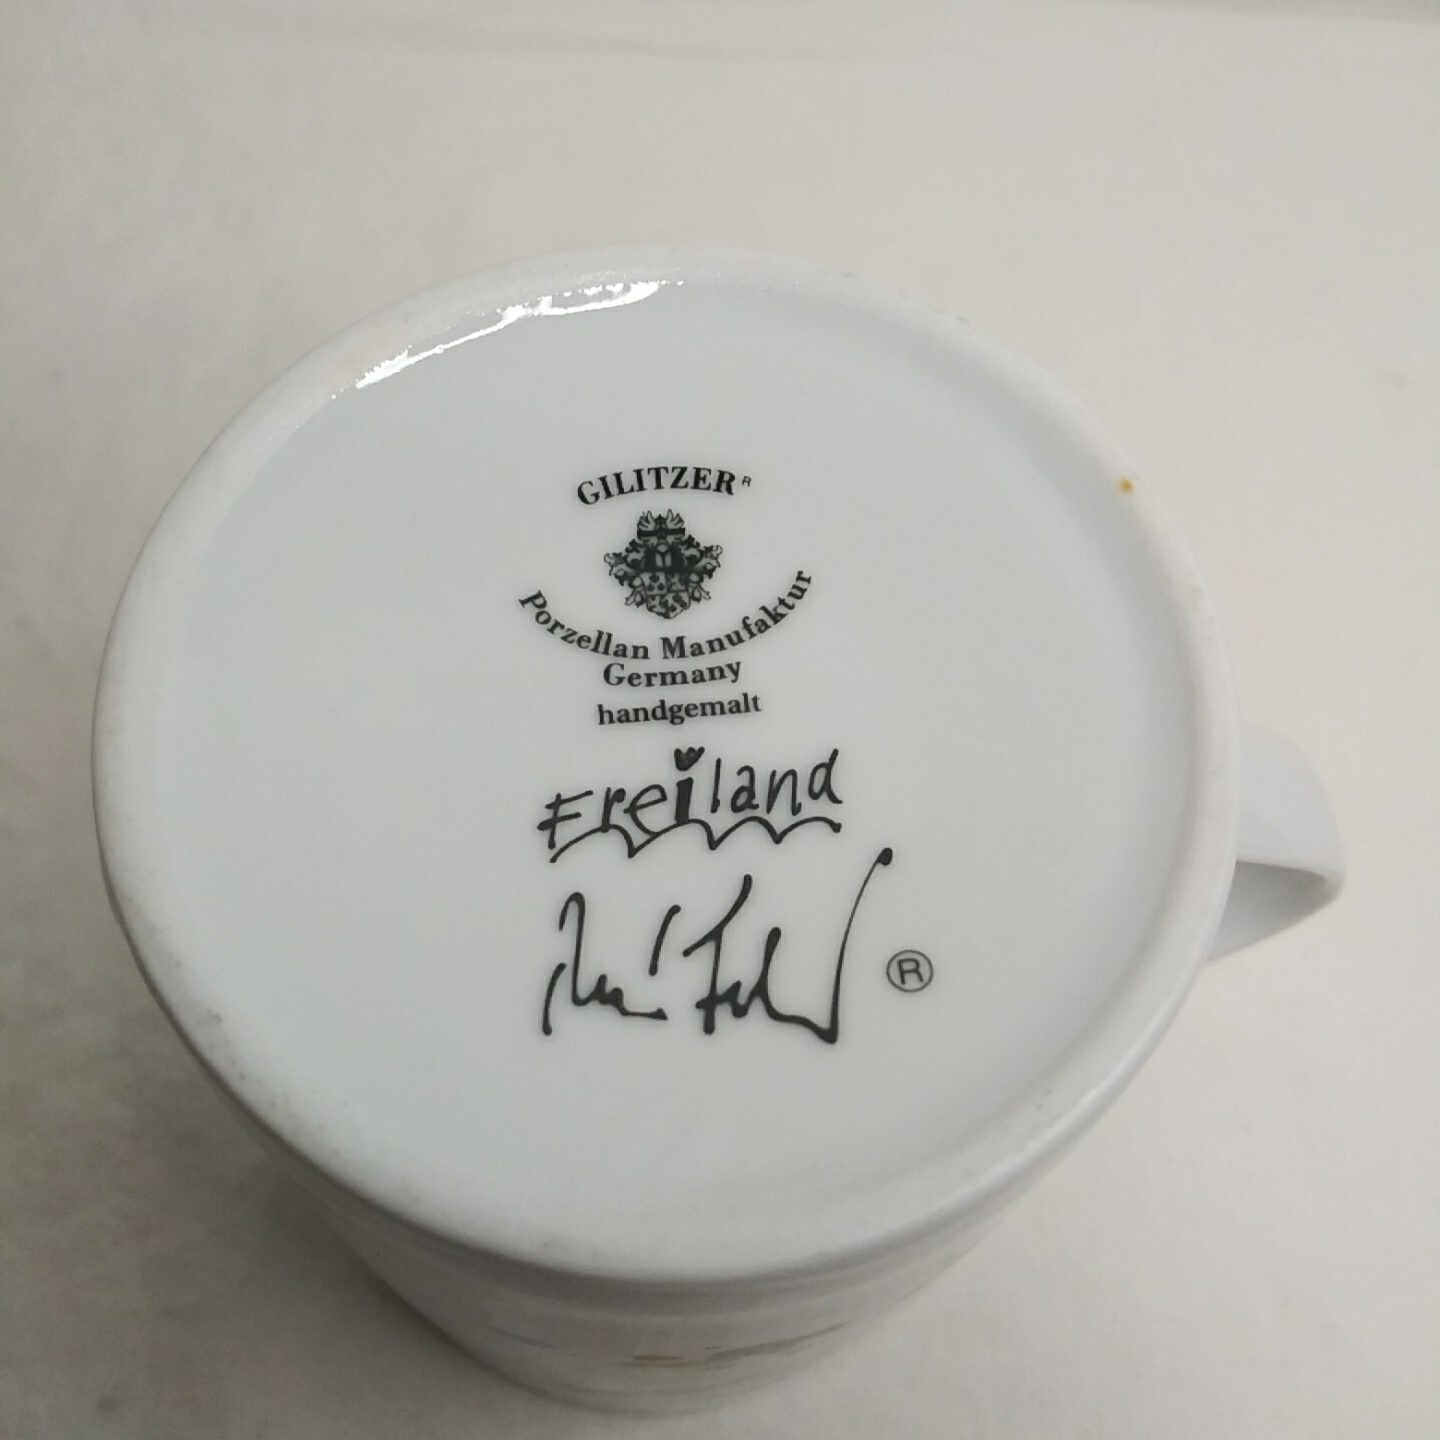 GILITZER R
Porzellan Manufaktur
Germany
handgemalt
Freiland
®